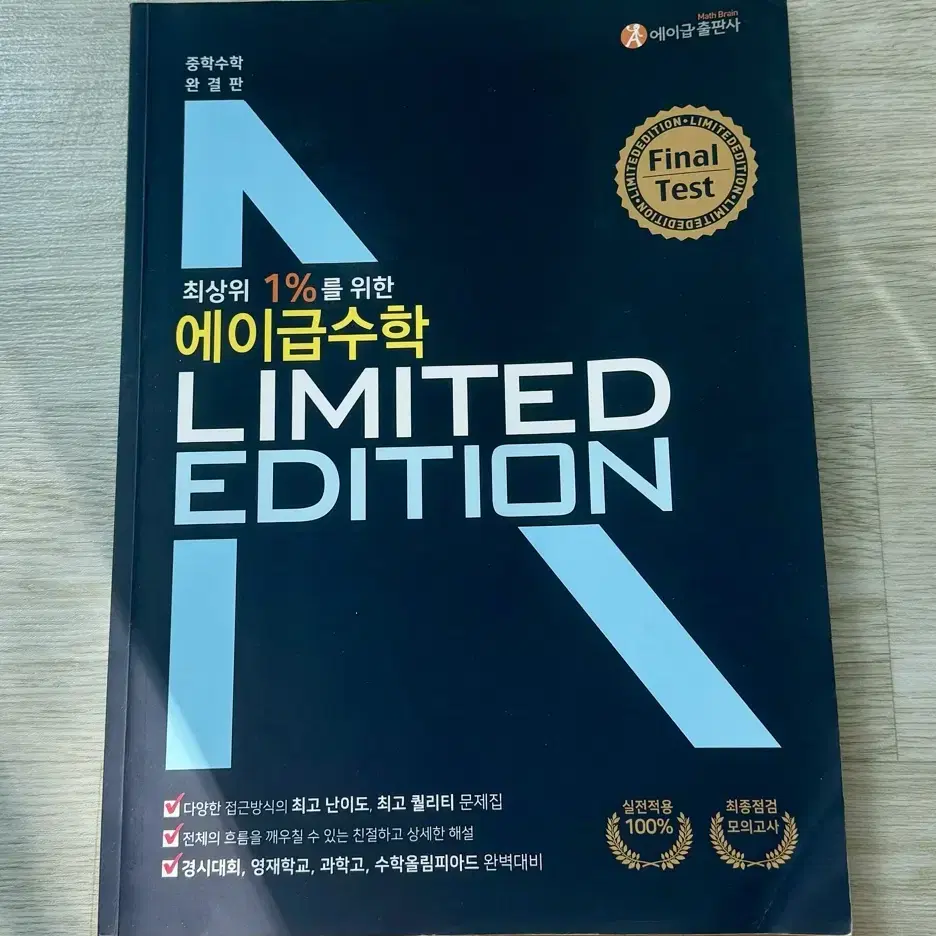 Math Brain
에이급출판사
중학수학
완결판
LIMITEDEDITION•LIMITEDEDITION•LIMITEDEDITION•LIMITEDEDITION•
Final
Test
최상위 1%를 위한
에이급수학
LIMITED
EDITION
다양한 접근방식의 최고 난이도, 최고 퀄리티 문제집
전체의 흐름을 깨우칠 수 있는 친절하고 상세한 해설
경시대회, 영재학교, 과학고, 수학올림피아드 완벽대비
실전적용
100%
최종점검
모의고사